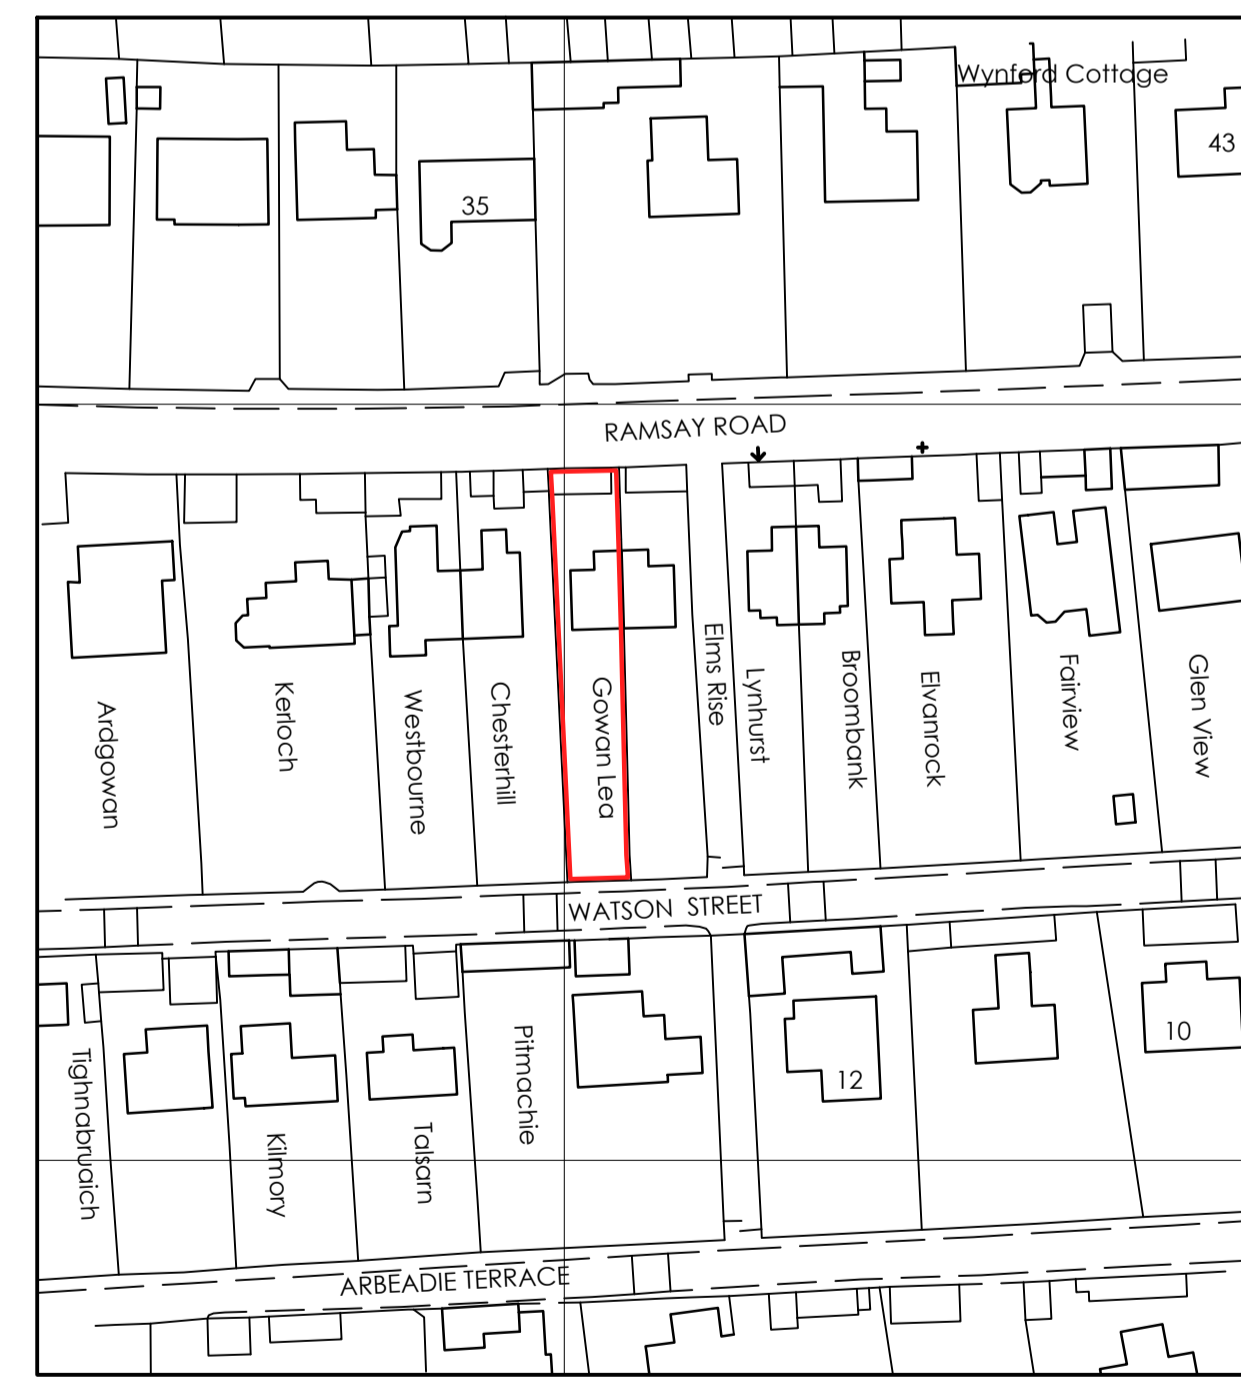 Wynford Cottage
43
35
RAMSAY ROAD
Ardgowan
Kerloch
Westbourne
Chesterhill
Gowan Lea
Elms Rise
Lynhurst
Broombank
Elvanrock
Fairview
Glen View
WATSON STREET
Tighnabruaich
Kilmory
Talsarn
Pitmachie
12
10
ARBEADIE TERRACE